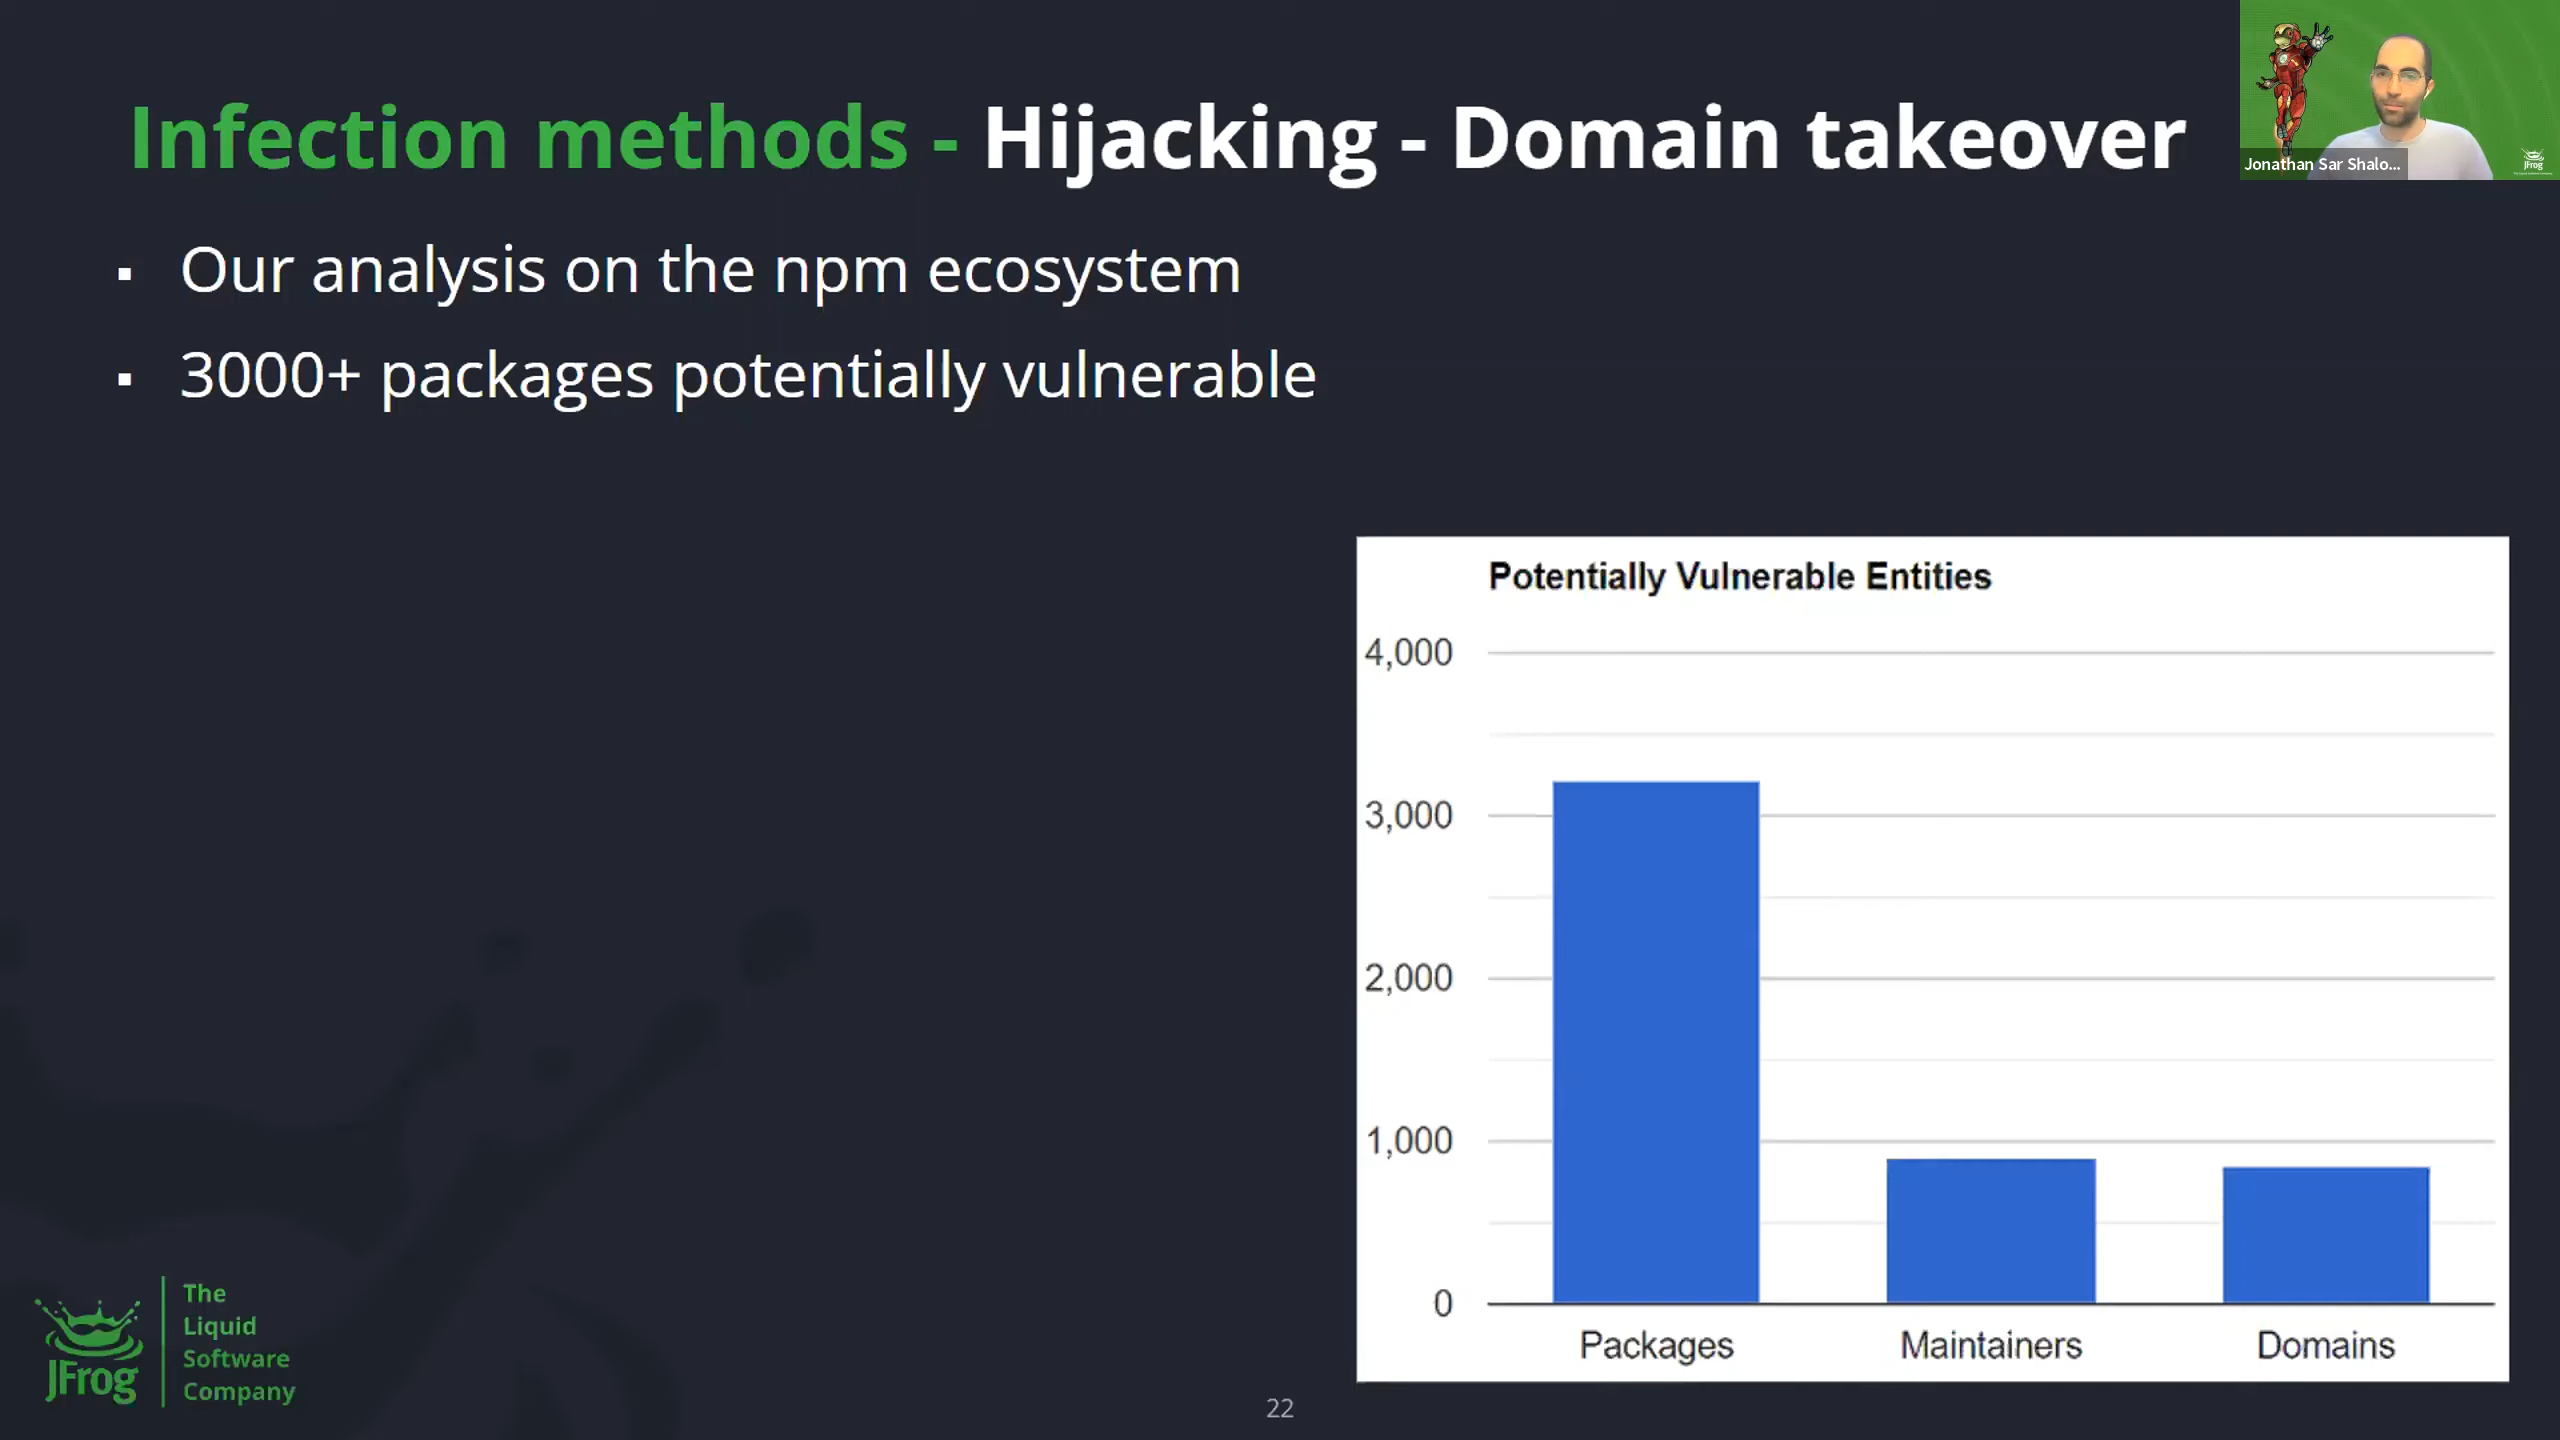 Infection methods - Hijacking - Domain takeover
Jonathan Sar Shalo...
JFrog
▪ Our analysis on the npm ecosystem
▪ 3000+ packages potentially vulnerable
Potentially Vulnerable Entities
4,000
3,000
2,000
1,000
0
Packages Maintainers Domains
JFrog
The
Liquid
Software
Company
22